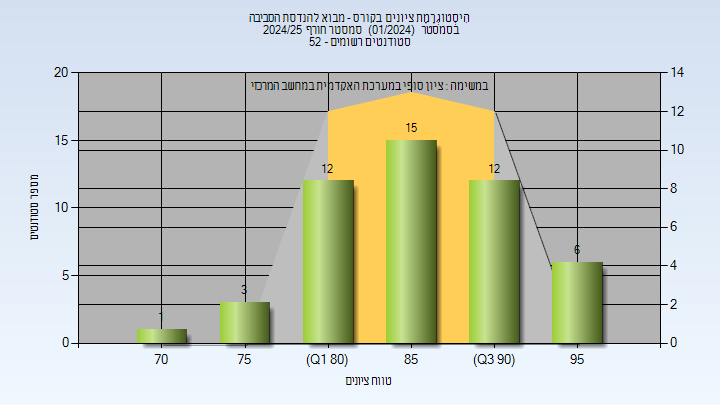 היסטוגרמת ציונים בקורס - מבוא להנדסת הסביבה
בסמסטר (01/2024) סמסטר חורף 2024/25
סטודנטים רשומים - 52
במשימה : ציון סופי במערכת האקדמית במחשב המרכזי
מספר סטודנטים
20
15
10
5
0
14
12
10
8
6
4
2
0
1
3
12
15
12
6
70
75
(Q1 80)
85
(Q3 90)
95
טווח ציונים